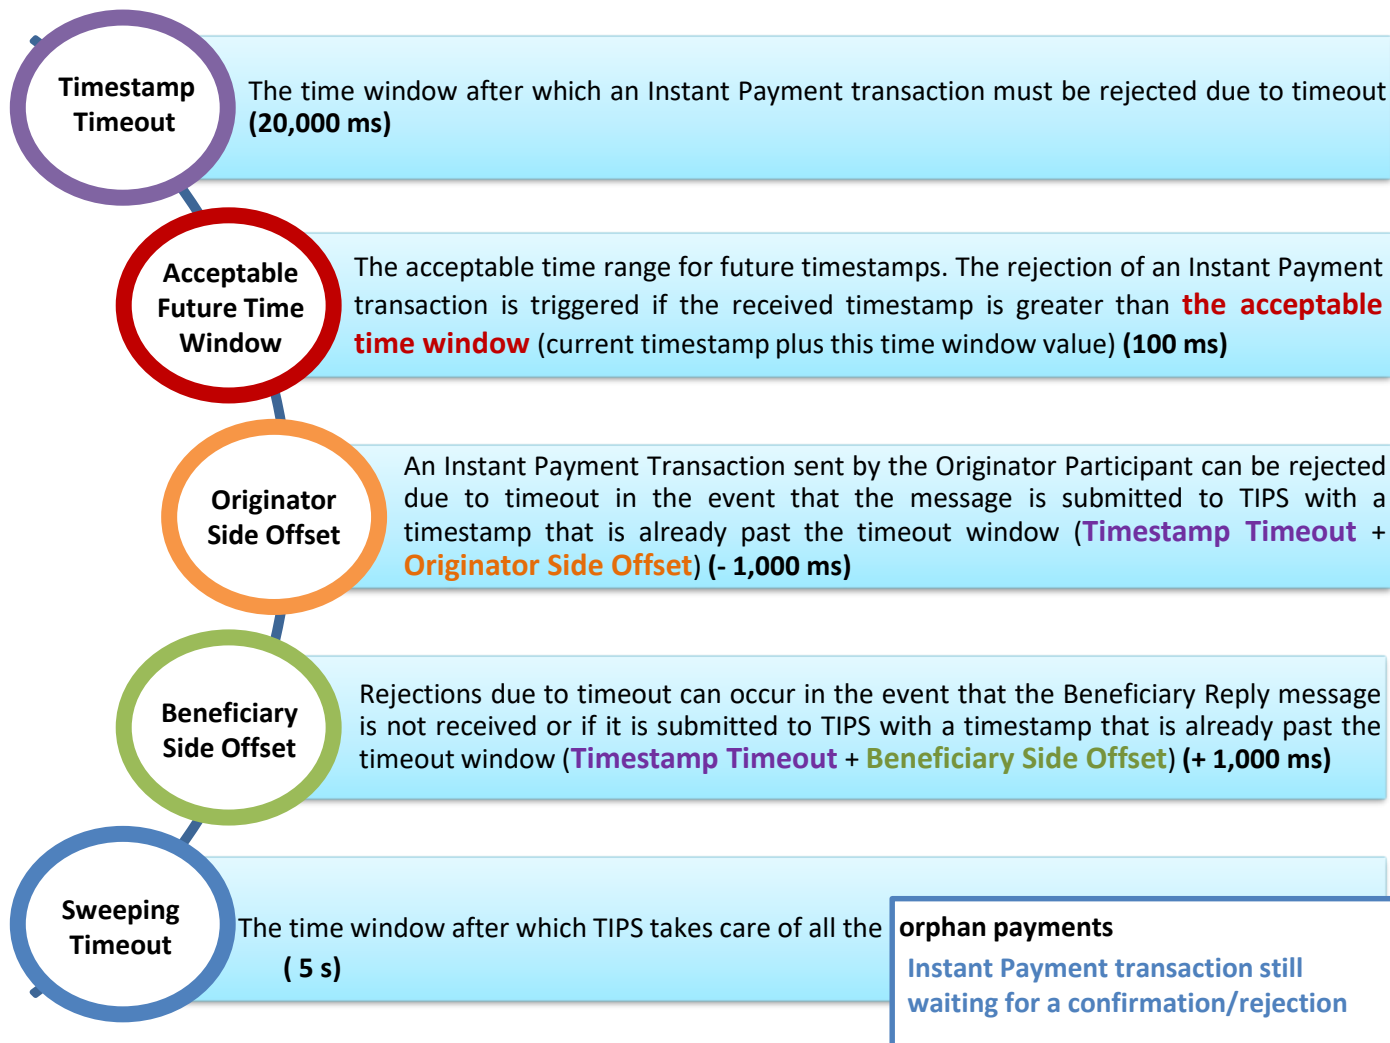 Timestamp
Timeout
The time window after which an Instant Payment transaction must be rejected due to timeout
(20,000 ms)
Acceptable
Future Time
Window
The acceptable time range for future timestamps. The rejection of an Instant Payment
transaction is triggered if the received timestamp is greater than the acceptable
time window (current timestamp plus this time window value) (100 ms)
Originator
Side Offset
An Instant Payment Transaction sent by the Originator Participant can be rejected
due to timeout in the event that the message is submitted to TIPS with a
timestamp that is already past the timeout window (Timestamp Timeout +
Originator Side Offset) (- 1,000 ms)
Beneficiary
Side Offset
Rejections due to timeout can occur in the event that the Beneficiary Reply message
is not received or if it is submitted to TIPS with a timestamp that is already past the
timeout window (Timestamp Timeout + Beneficiary Side Offset) (+ 1,000 ms)
Sweeping
Timeout
The time window after which TIPS takes care of all the orphan payments
( 5 s)
Instant Payment transaction still
waiting for a confirmation/rejection